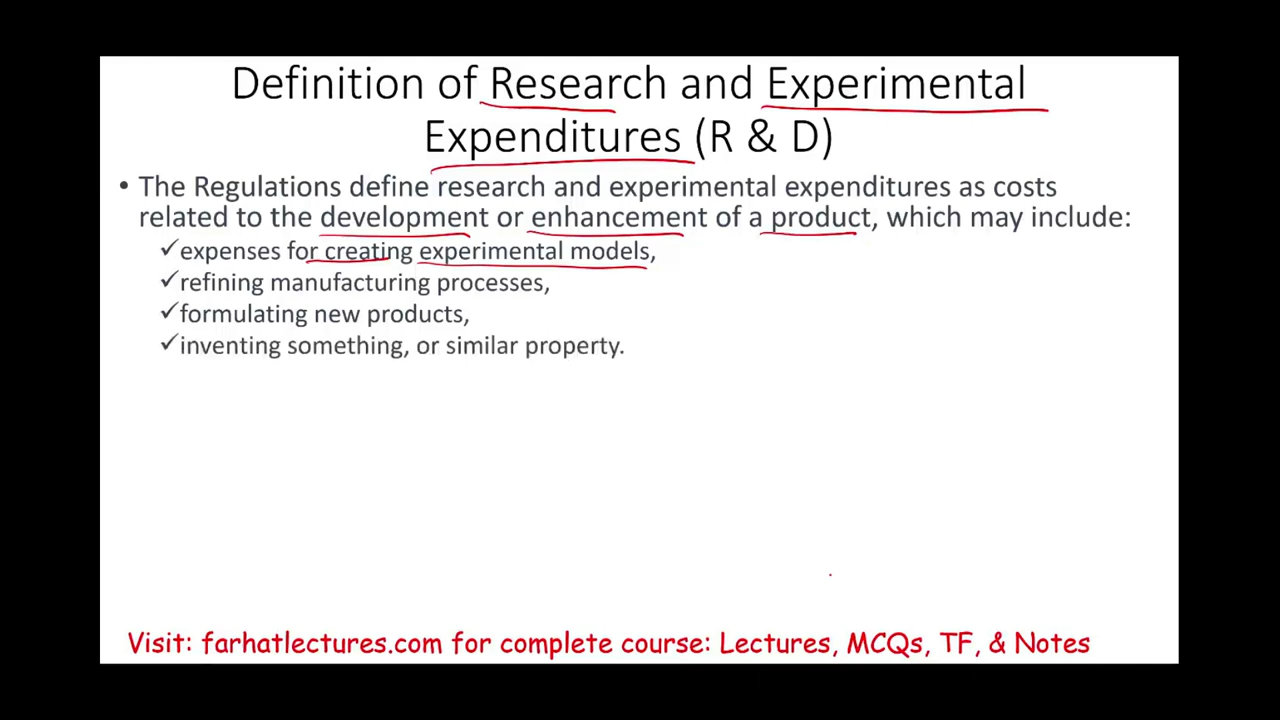 Definition of Research and Experimental
Expenditures (R & D)
• The Regulations define research and experimental expenditures as costs
related to the development or enhancement of a product, which may include:
✓expenses for creating experimental models,
✓refining manufacturing processes,
✓formulating new products,
✓inventing something, or similar property.
Visit: farhatlectures.com for complete course: Lectures, MCQs, TF, & Notes